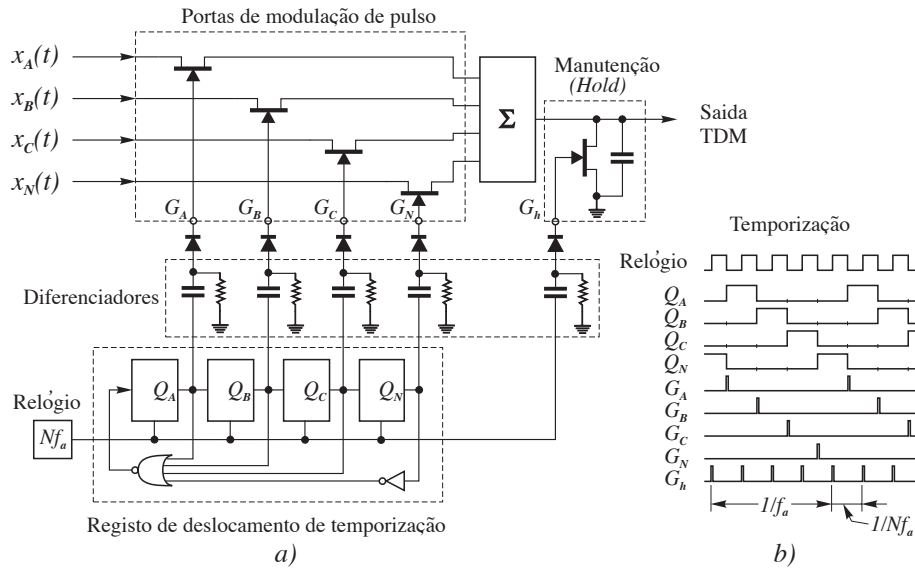 Portas de modulação de pulso
x_A(t)
x_B(t)
x_C(t)
x_N(t)
Σ
Manutenção
(Hold)
Saida
TDM
G_A
G_B
G_C
G_N
G_h
Diferenciadores
Relógio
Nf_a
Q_A
Q_B
Q_C
Q_N
Registo de deslocamento de temporização
a)
Temporização
Relógio
Q_A
Q_B
Q_C
Q_N
G_A
G_B
G_C
G_N
G_h
1/f_a
1/Nf_a
b)